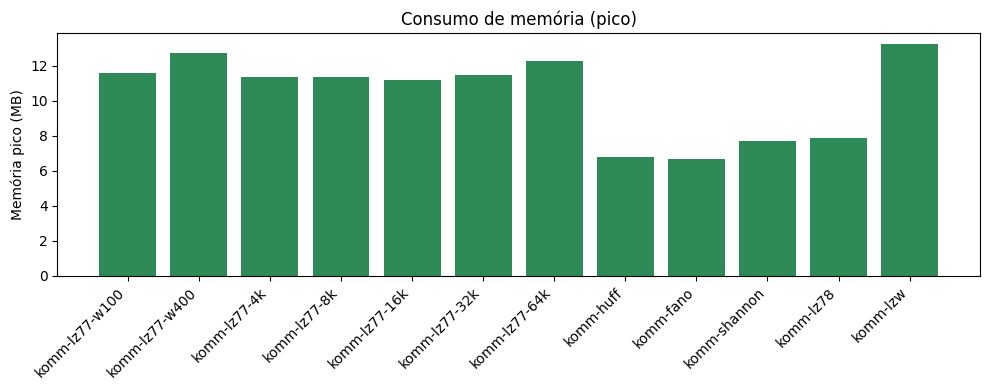 Consumo de memória (pico)
Memória pico (MB)
12
10
8
6
4
2
0
komm-lz77-w100
komm-lz77-w400
komm-lz77-4k
komm-lz77-8k
komm-lz77-16k
komm-lz77-32k
komm-lz77-64k
komm-huff
komm-fano
komm-shannon
komm-lz78
komm-lzw